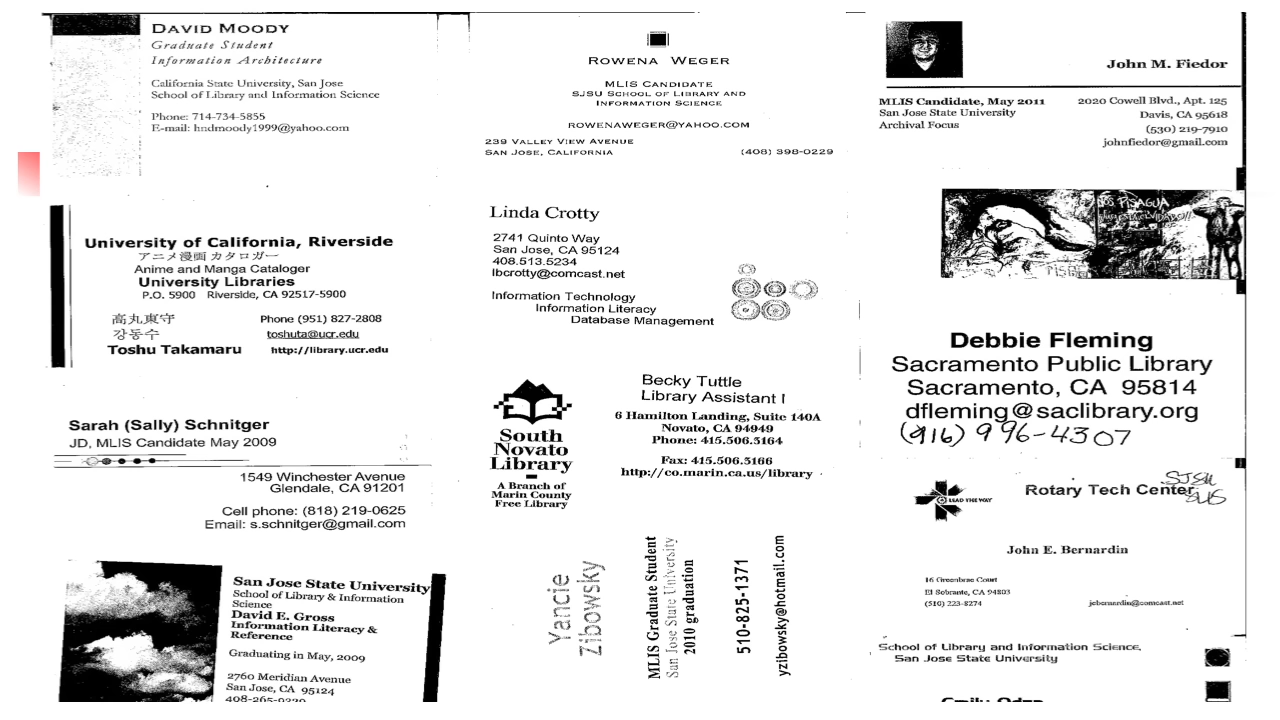 DAVID MOODY
Graduate Student
Information Architecture
California State University, San Jose
School of Library and Information Science
Phone: 714-734-5855
E-mail: hndmoody1999@yahoo.com
ROWENA WEGER
MLIS CANDIDATE
SJSU SCHOOL OF LIBRARY AND
INFORMATION SCIENCE
ROWENAWEGER@YAHOO.COM
239 VALLEY VIEW AVENUE
SAN JOSE, CALIFORNIA (408) 398-0229
John M. Fiedor
MLIS Candidate, May 2011
San Jose State University
Archival Focus
2020 Cowell Blvd., Apt. 125
Davis, CA 95618
(530) 219-7910
johnfiedor@gmail.com
University of California, Riverside
アニメ漫画 カタロガー
Anime and Manga Cataloger
University Libraries
P.O. 5900 Riverside, CA 92517-5900
高丸東守 Phone (951) 827-2808
강동수 toshuta@ucr.edu
Toshu Takamaru http://library.ucr.edu
Linda Crotty
2741 Quinto Way
San Jose, CA 95124
408.513.5234
lbcrotty@comcast.net
Information Technology
Information Literacy
Database Management
NOS PISAGUA
Debbie Fleming
Sacramento Public Library
Sacramento, CA 95814
dfleming@saclibrary.org
(916) 996-4307
Sarah (Sally) Schnitger
JD, MLIS Candidate May 2009
1549 Winchester Avenue
Glendale, CA 91201
Cell phone: (818) 219-0625
Email: s.schnitger@gmail.com
South
Novato
Library
A Branch of
Marin County
Free Library
Becky Tuttle
Library Assistant I
6 Hamilton Landing, Suite 140A
Novato, CA 94949
Phone: 415.506.3164
Fax: 415.506.3166
http://co.marin.ca.us/library
LEAD THE WAY
Rotary Tech Center
SJSU
SLIS
John E. Bernardin
16 Greenbrae Court
El Sobrante, CA 94803
(510) 223-8274 jebernardin@comcast.net
San Jose State University
School of Library & Information
Science
David E. Gross
Information Literacy &
Reference
Graduating in May, 2009
2760 Meridian Avenue
San Jose, CA 95124
Yancie
Zibowsky
MLIS Graduate Student
San Jose State University
2010 graduation
510-825-1371
yzibowsky@hotmail.com
School of Library and Information Science,
San Jose State University